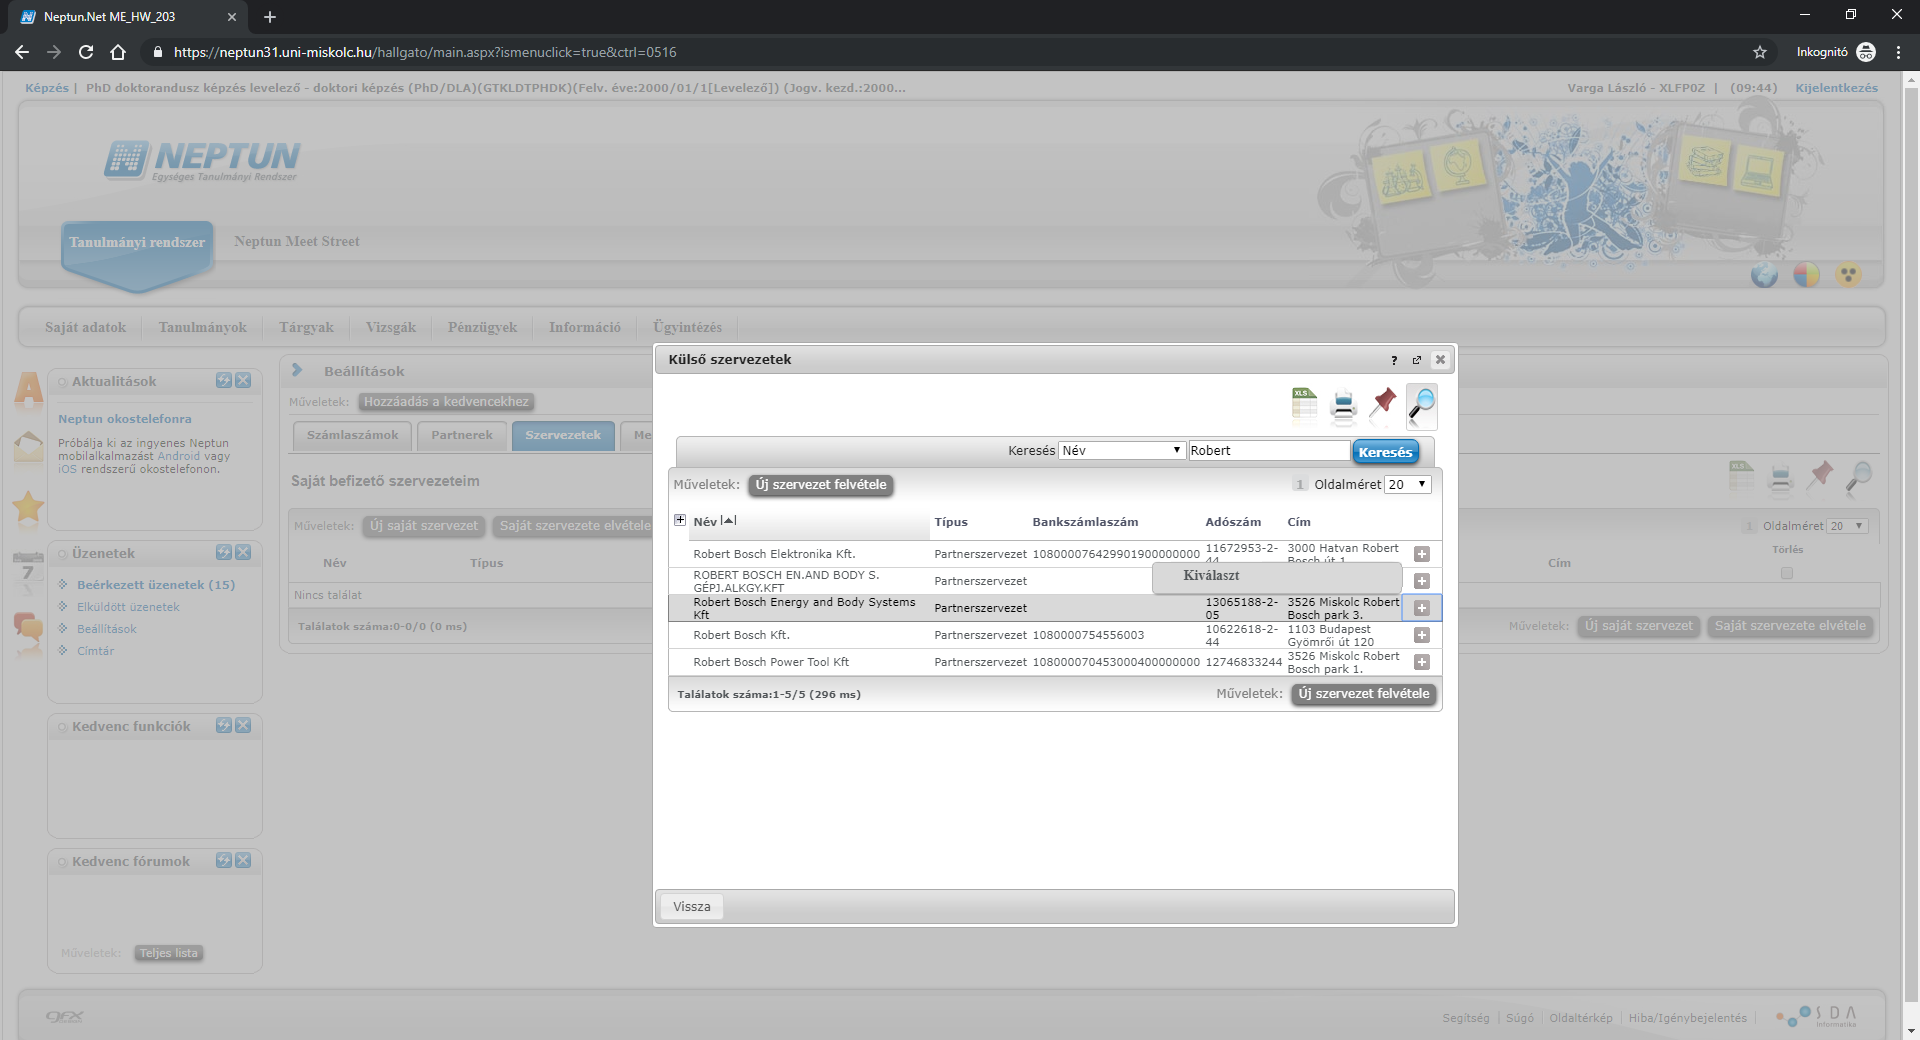 Neptun.Net ME_HW_203
https://neptun31.uni-miskolc.hu/hallgato/main.aspx?ismenuclick=true&ctrl=0516
Inkognitó
Képzés | PhD doktorandusz képzés levelező - doktori képzés (PhD/DLA)(GTKLDTPHDK)(Felv. éve:2000/01/1[Levelező]) (Jogv. kezd.:2000...
Varga László - XLFP0Z | (09:44) Kijelentkezés
NEPTUN
Egységes Tanulmányi Rendszer
Tanulmányi rendszer Neptun Meet Street
Saját adatok Tanulmányok Tárgyak Vizsgák Pénzügyek Információ Ügyintézés
Aktualitások
Neptun okostelefonra
Próbálja ki az ingyenes Neptun
mobilalkalmazást Android vagy
iOS rendszerű okostelefonon.
Üzenetek
Beérkezett üzenetek (15)
Elküldött üzenetek
Beállítások
Címtár
Kedvenc funkciók
Kedvenc fórumok
Műveletek: Teljes lista
Beállítások
Műveletek: Hozzáadás a kedvencekhez
Számlaszámok Partnerek Szervezetek Me
Saját befizető szervezeteim
Műveletek: Új saját szervezet Saját szervezete elvétele
1 Oldalméret 20
Név Típus Cím Törlés
Nincs találat
Találatok száma:0-0/0 (0 ms)
Műveletek: Új saját szervezet Saját szervezete elvétele
Külső szervezetek
?
XLS
Keresés Név Robert Keresés
Műveletek: Új szervezet felvétele
1 Oldalméret 20
Név Típus Bankszámlaszám Adószám Cím
Robert Bosch Elektronika Kft. Partnerszervezet 108000076429901900000000 11672953-2-44 3000 Hatvan Robert Bosch út 1.
ROBERT BOSCH EN.AND BODY S.
GÉPJ.ALKGY.KFT Partnerszervezet
Kiválaszt
Robert Bosch Energy and Body Systems
Kft Partnerszervezet 13065188-2-05 3526 Miskolc Robert Bosch park 3.
Robert Bosch Kft. Partnerszervezet 1080000754556003 10622618-2-44 1103 Budapest Gyömrői út 120
Robert Bosch Power Tool Kft Partnerszervezet 108000070453000400000000 12746833244 3526 Miskolc Robert Bosch park 1.
Találatok száma:1-5/5 (296 ms)
Műveletek: Új szervezet felvétele
Vissza
gfx
Segítség | Súgó | Oldaltérkép | Hiba/Igénybejelentés
SDA
Informatika